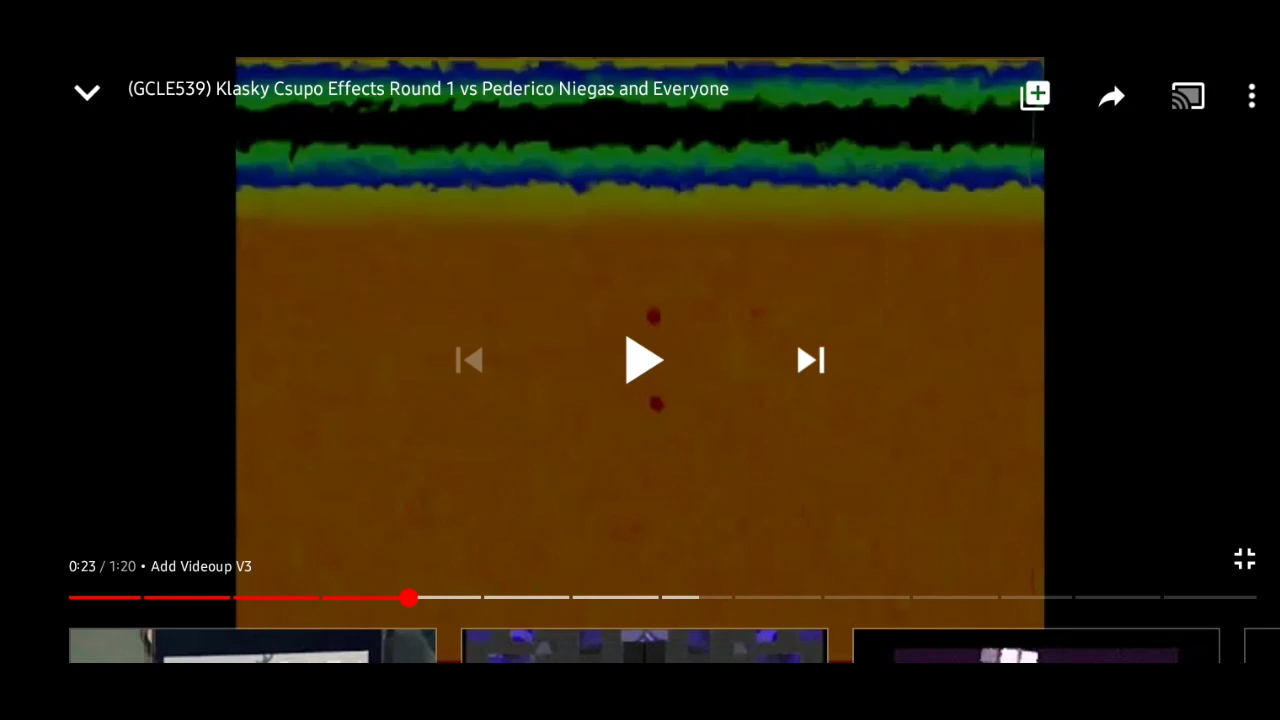 (GCLE539) Klasky Csupo Effects Round 1 vs Pederico Niegas and Everyone
0:23 / 1:20 • Add Videoup V3